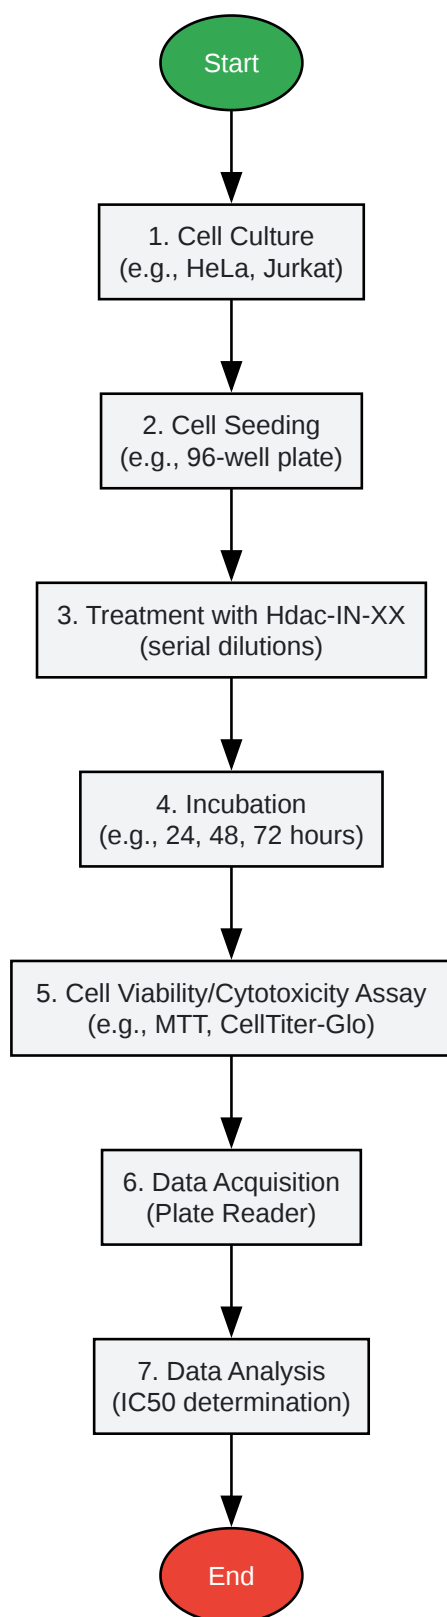 Start
1. Cell Culture
(e.g., HeLa, Jurkat)
2. Cell Seeding
(e.g., 96-well plate)
3. Treatment with Hdac-IN-XX
(serial dilutions)
4. Incubation
(e.g., 24, 48, 72 hours)
5. Cell Viability/Cytotoxicity Assay
(e.g., MTT, CellTiter-Glo)
6. Data Acquisition
(Plate Reader)
7. Data Analysis
(IC50 determination)
End